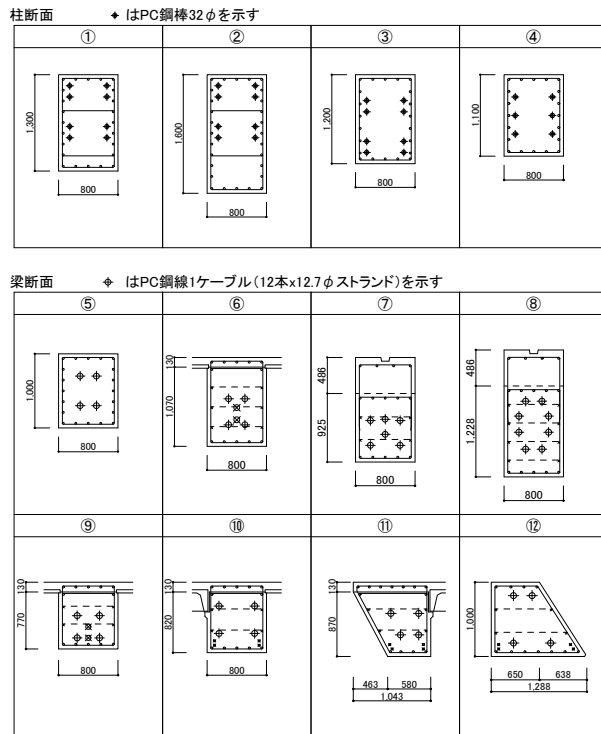 柱断面 はPC鋼棒32φを示す
① ② ③ ④
1,300 1,600 1,200 1,100
800 800 800 800
梁断面 はPC鋼線1ケーブル(12本x12.7φストランド)を示す
⑤ ⑥ ⑦ ⑧
1,000 130 1,070 486 925 486 1,228
800 800 800 800
⑨ ⑩ ⑪ ⑫
130 770 130 820 130 870 1,000
800 800 463 580 650 638
1,043 1,288